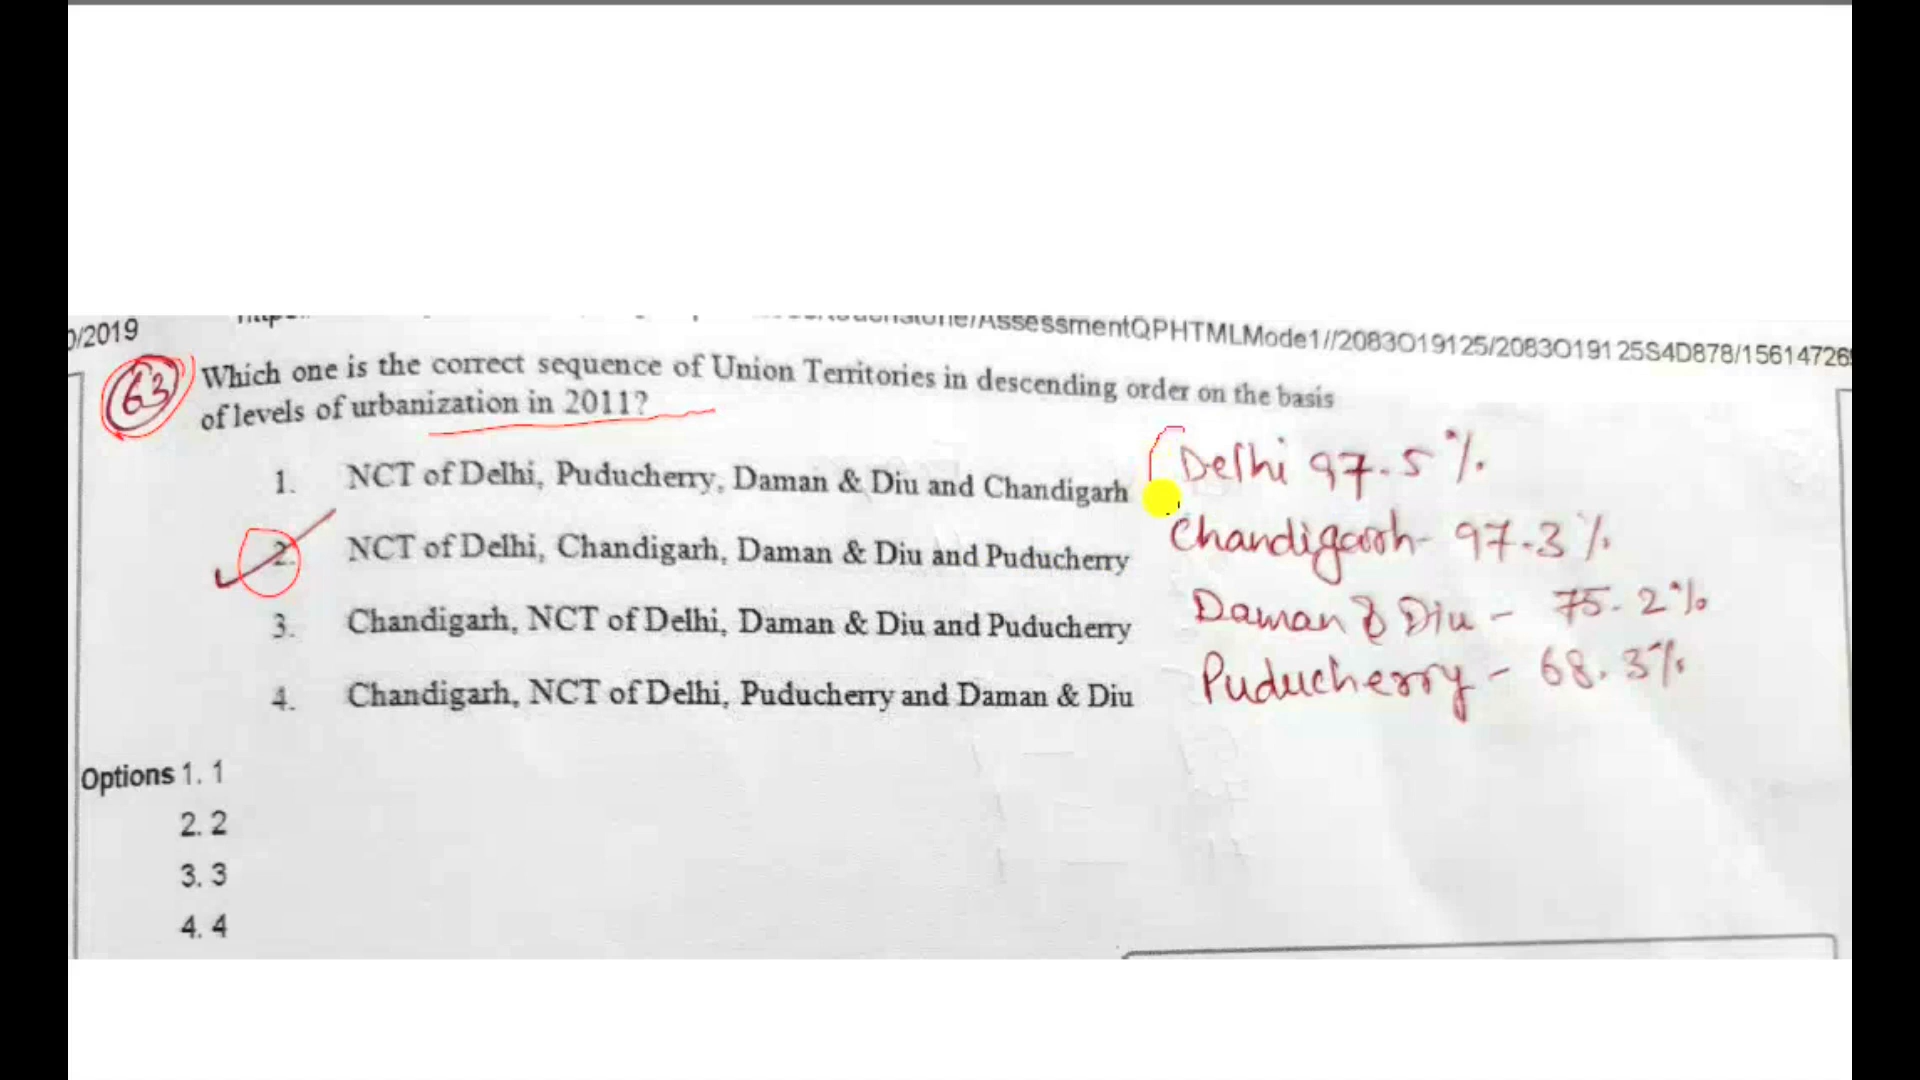 0/2019
AssessmentQPHTMLMode1//2083O19125/2083O19125S4D878/15614726
63 Which one is the correct sequence of Union Territories in descending order on the basis
of levels of urbanization in 2011?
1. NCT of Delhi, Puducherry, Daman & Diu and Chandigarh
2. NCT of Delhi, Chandigarh, Daman & Diu and Puducherry
3. Chandigarh, NCT of Delhi, Daman & Diu and Puducherry
4. Chandigarh, NCT of Delhi, Puducherry and Daman & Diu
Delhi 97.5%
Chandigarh- 97.3%
Daman & Diu - 75.2%
Puducherry - 68.3%
Options 1. 1
2. 2
3. 3
4. 4